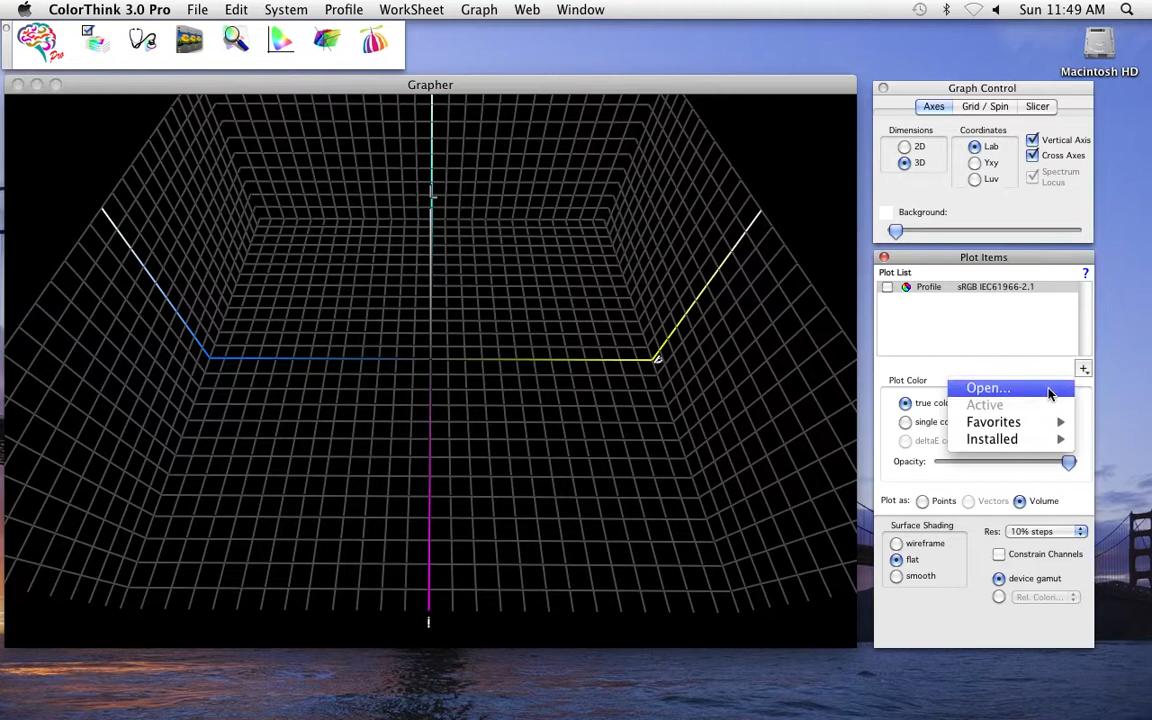 ColorThink 3.0 Pro File Edit System Profile WorkSheet Graph Web Window Sun 11:49 AM
Pro
Macintosh HD
Grapher
Graph Control
Axes Grid / Spin Slicer
Dimensions Coordinates
2D
3D
Lab
Yxy
Luv
Vertical Axis
Cross Axes
Spectrum
Locus
Background:
Plot Items
Plot List ?
Profile sRGB IEC61966-2.1
Plot Color
true colo
single co
deltaE c
Open...
Active
Favorites
Installed
Opacity:
Plot as: Points Vectors Volume
Surface Shading
wireframe
flat
smooth
Res: 10% steps
Constrain Channels
device gamut
Rel. Colori...